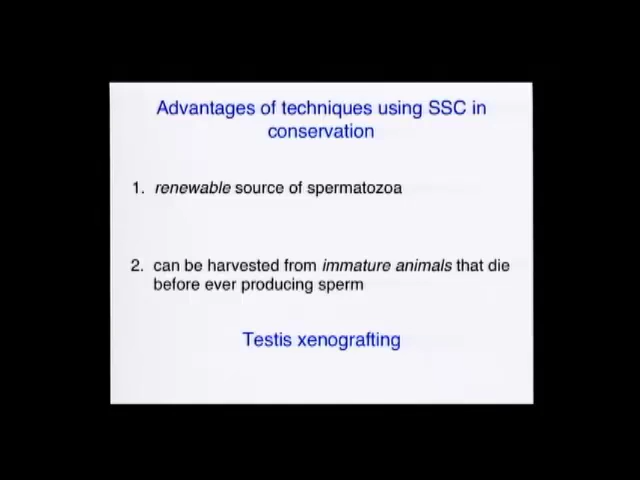 Advantages of techniques using SSC in
conservation
1. renewable source of spermatozoa
2. can be harvested from immature animals that die
before ever producing sperm
Testis xenografting